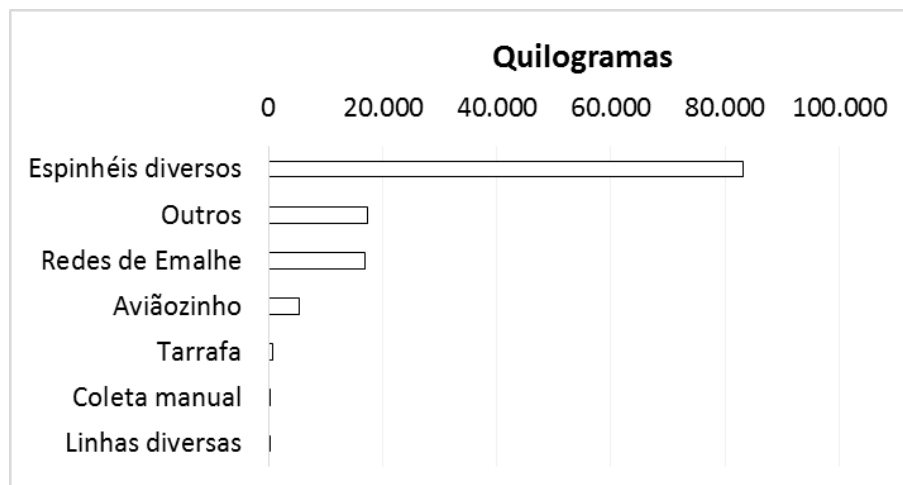 Quilogramas
0 20.000 40.000 60.000 80.000 100.000
Espinhéis diversos
Outros
Redes de Emalhe
Aviãozinho
Tarrafa
Coleta manual
Linhas diversas